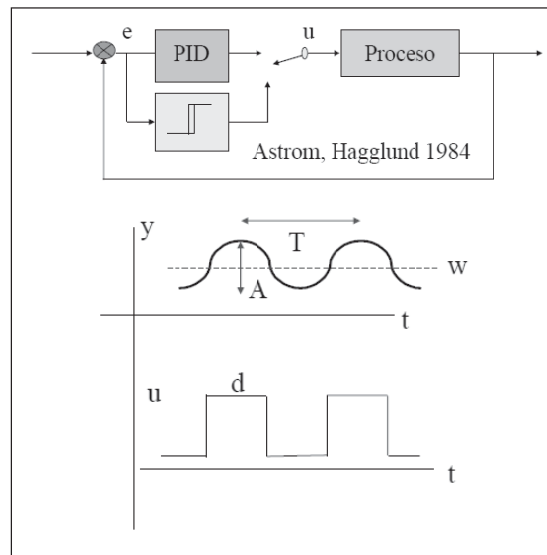 e
u
PID
Proceso
Astrom, Hagglund 1984
y
T
w
A
t
u
d
t